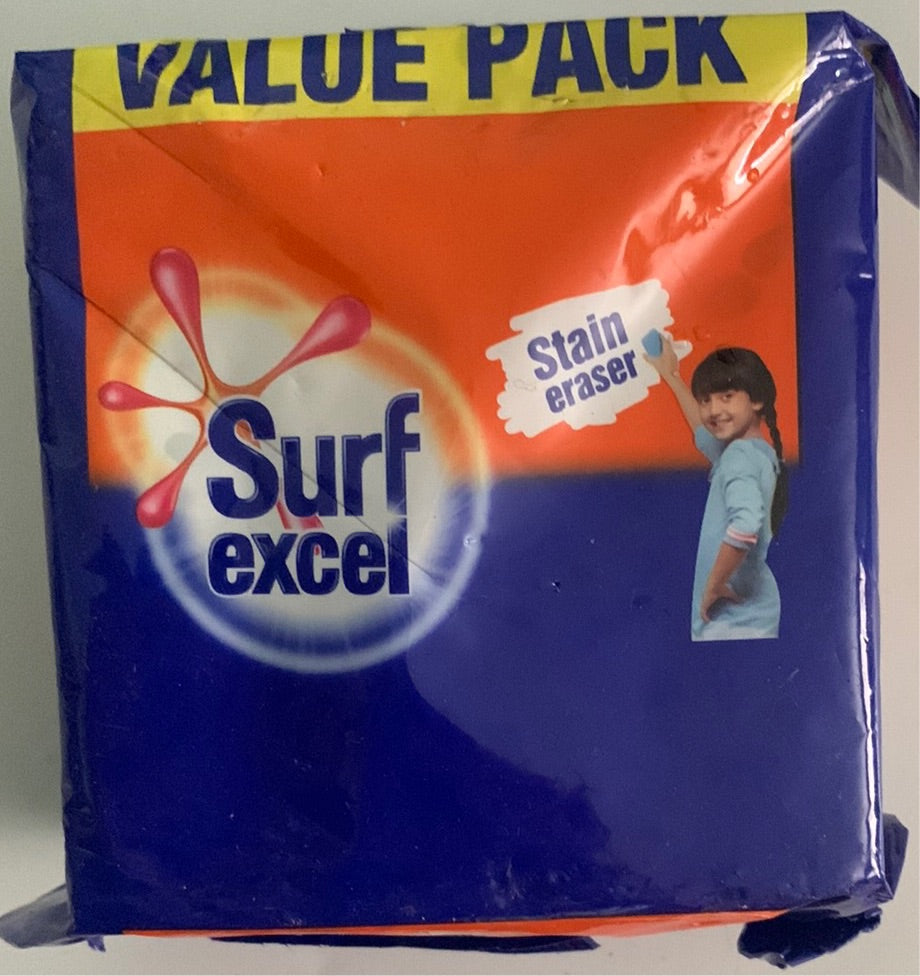 VALUE PACK
Stain
eraser
Surf
excel